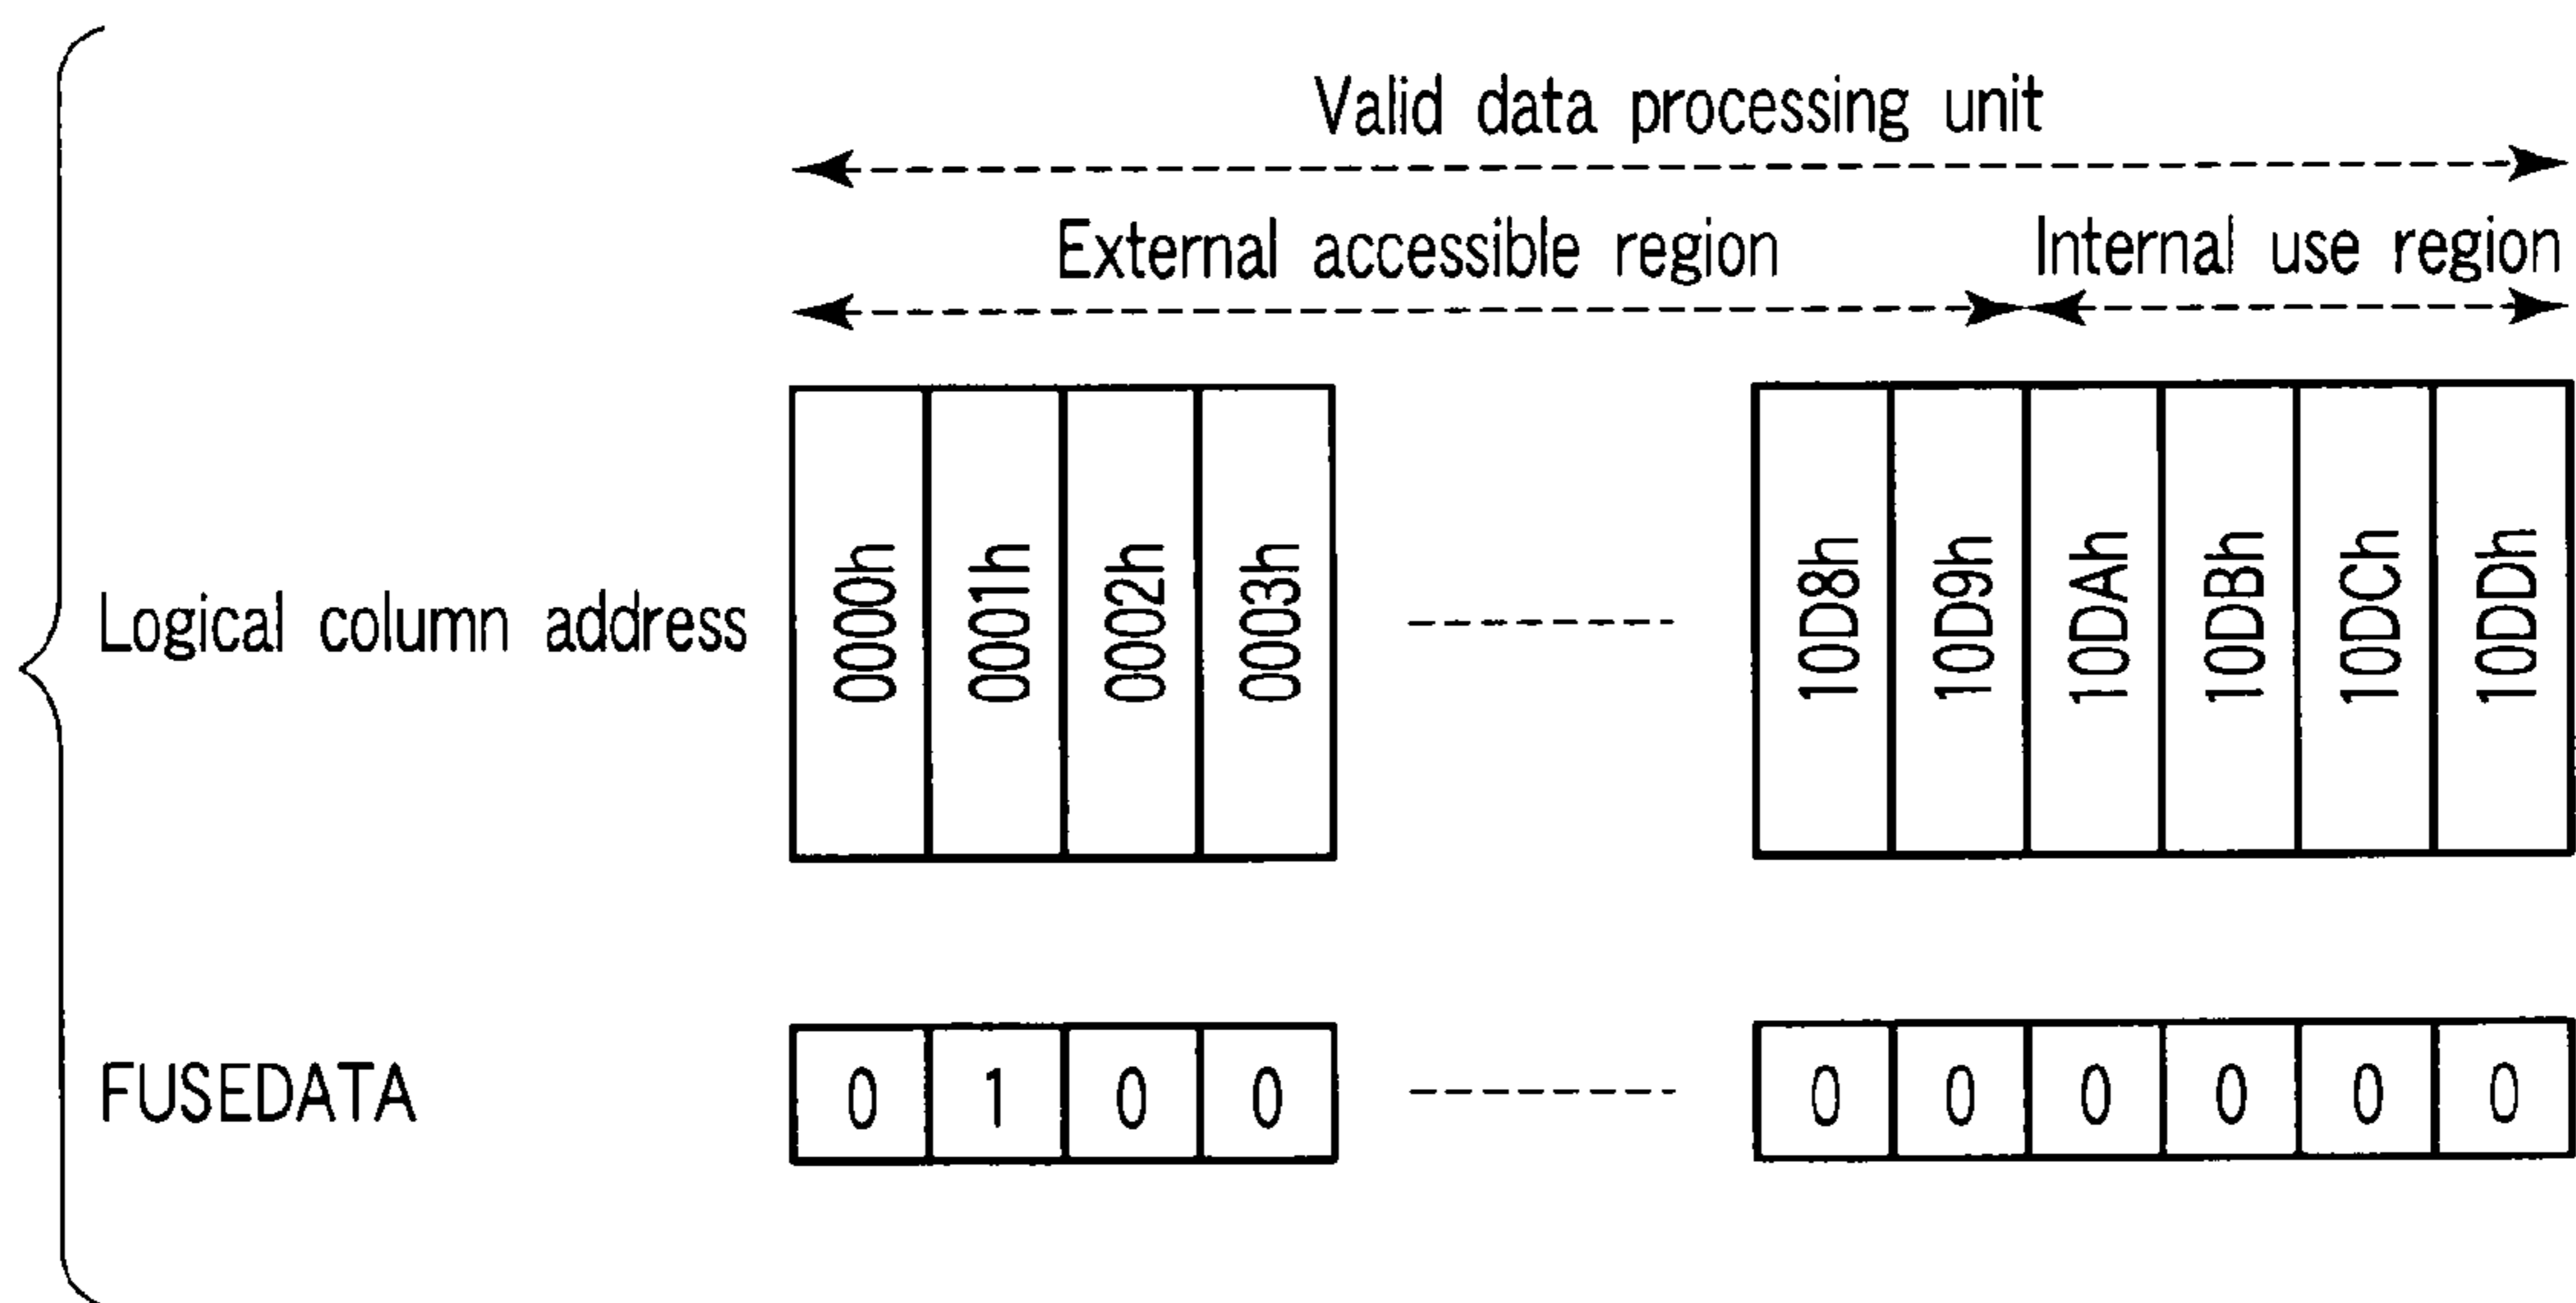 Valid data processing unit
External accessible region Internal use region
Logical column address 0000h 0001h 0002h 0003h 10D8h 10D9h 10DAh 10DBh 10DCh 10DDh
FUSEDATA 0 1 0 0 0 0 0 0 0 0